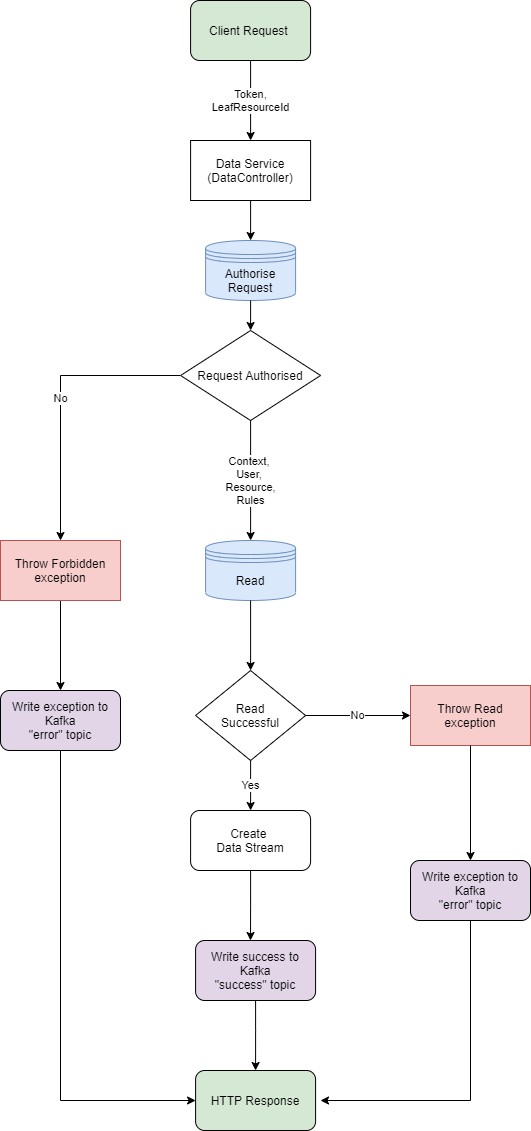 Client Request
Token,
LeafResourceId
Data Service
(DataController)
Authorise
Request
Request Authorised
No
Context,
User,
Resource,
Rules
Throw Forbidden
exception
Read
Write exception to
Kafka
"error" topic
Read
Successful
No
Throw Read
exception
Yes
Create
Data Stream
Write exception to
Kafka
"error" topic
Write success to
Kafka
"success" topic
HTTP Response